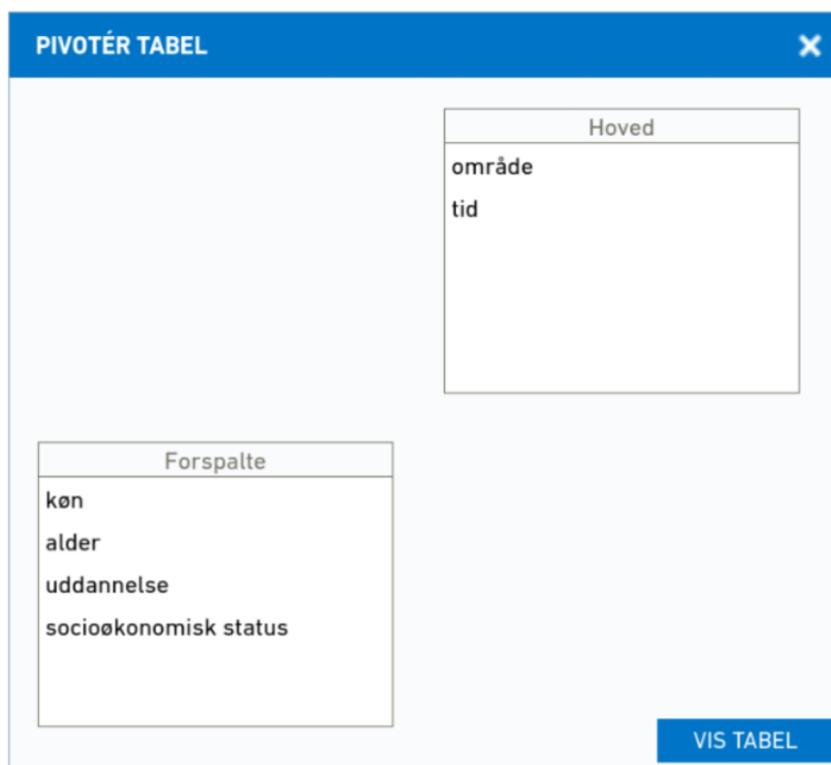 PIVOTÉR TABEL
Hoved
område
tid
Forspalte
køn
alder
uddannelse
socioøkonomisk status
VIS TABEL